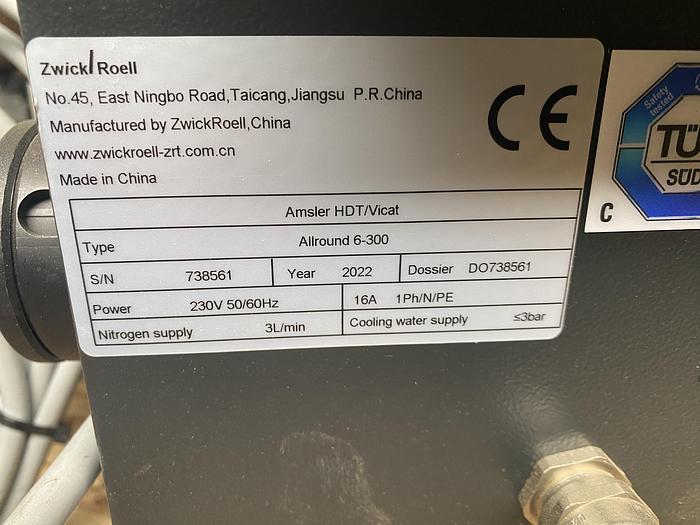 Zwick/Roell
No.45, East Ningbo Road,Taicang,Jiangsu P.R.China
Manufactured by ZwickRoell,China
www.zwickroell-zrt.com.cn
Made in China
CE
Amsler HDT/Vicat
Type Allround 6-300
S/N 738561 Year 2022 Dossier DO738561
Power 230V 50/60Hz 16A 1Ph/N/PE
Nitrogen supply 3L/min Cooling water supply ≤3bar
Safety
tested
TÜ
SÜD
C